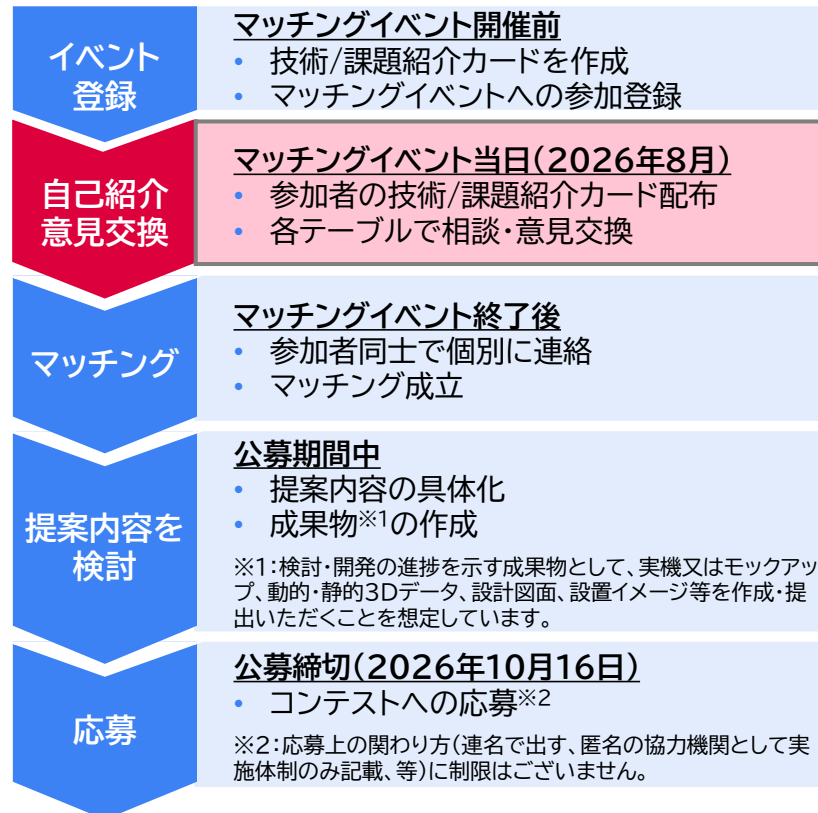 イベント
登録
マッチングイベント開催前
• 技術/課題紹介カードを作成
• マッチングイベントへの参加登録
自己紹介
意見交換
マッチングイベント当日(2026年8月)
• 参加者の技術/課題紹介カード配布
• 各テーブルで相談・意見交換
マッチング
マッチングイベント終了後
• 参加者同士で個別に連絡
• マッチング成立
提案内容を
検討
公募期間中
• 提案内容の具体化
• 成果物※1の作成
※1:検討・開発の進捗を示す成果物として、実機又はモックアッ
プ、動的・静的3Dデータ、設計図面、設置イメージ等を作成・提
出いただくことを想定しています。
応募
公募締切(2026年10月16日)
• コンテストへの応募※2
※2:応募上の関わり方(連名で出す、匿名の協力機関として実
施体制のみ記載、等)に制限はございません。